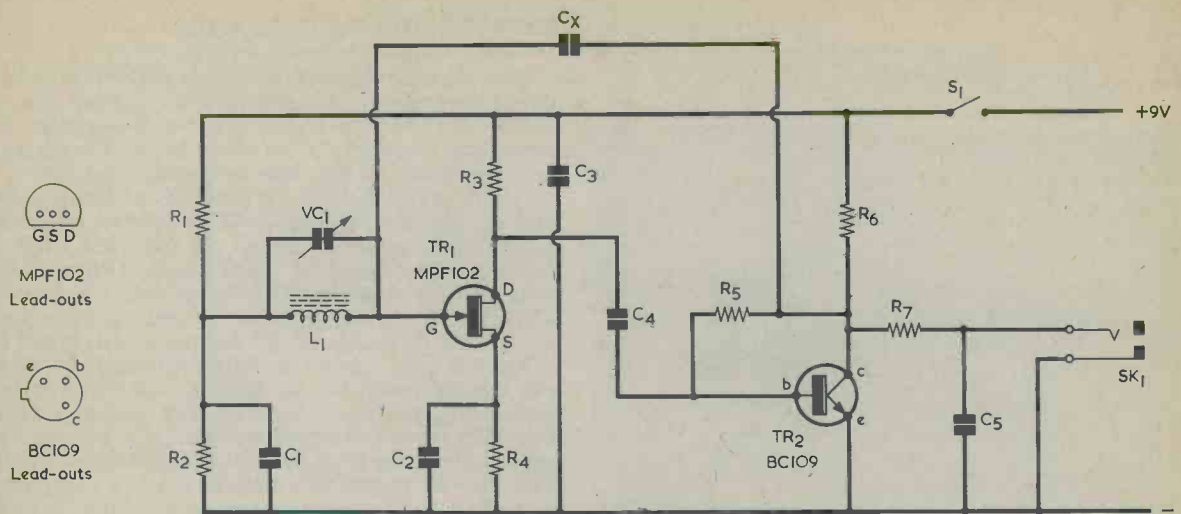 CX
S1
+9V
R1
VC1
R3
C3
R6
TR1
MPF102
D
G
S
L1
C4
R5
R7
G S D
MPF102
Lead-outs
e b
c
BC109
Lead-outs
R2
C1
C2
R4
b
c
e
TR2
BC109
C5
SK1
−